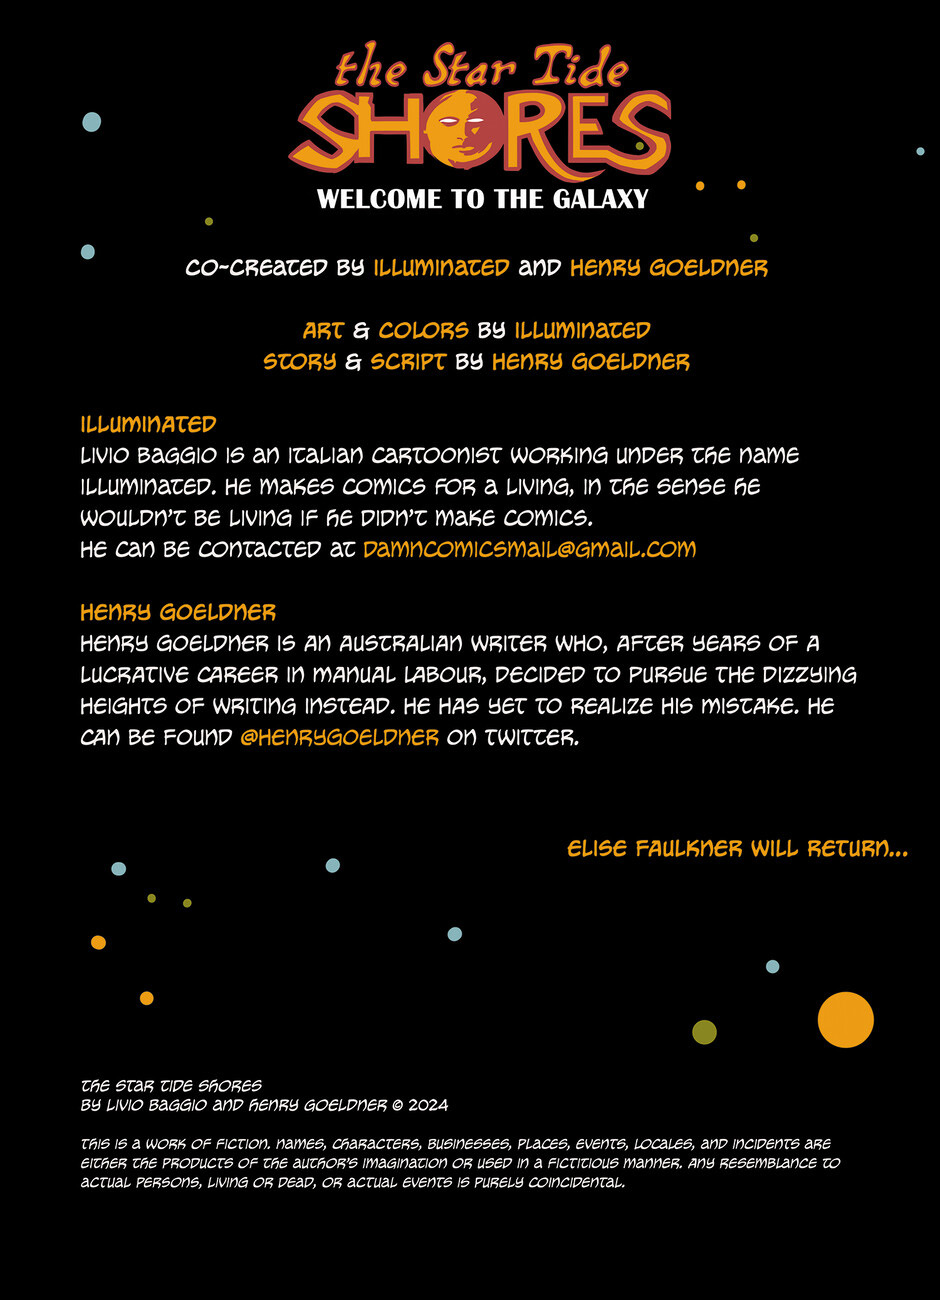 the Star Tide
SHORES
WELCOME TO THE GALAXY
CO-CREATED BY ILLUMINATED AND HENRY GOELDNER
ART & COLORS BY ILLUMINATED
STORY & SCRIPT BY HENRY GOELDNER
ILLUMINATED
LIVIO BAGGIO IS AN ITALIAN CARTOONIST WORKING UNDER THE NAME
ILLUMINATED. HE MAKES COMICS FOR A LIVING, IN THE SENSE HE
WOULDN'T BE LIVING IF HE DIDN'T MAKE COMICS.
HE CAN BE CONTACTED AT DAMNCOMICSMAIL@GMAIL.COM
HENRY GOELDNER
HENRY GOELDNER IS AN AUSTRALIAN WRITER WHO, AFTER YEARS OF A
LUCRATIVE CAREER IN MANUAL LABOUR, DECIDED TO PURSUE THE DIZZYING
HEIGHTS OF WRITING INSTEAD. HE HAS YET TO REALIZE HIS MISTAKE. HE
CAN BE FOUND @HENRYGOELDNER ON TWITTER.
ELISE FAULKNER WILL RETURN...
THE STAR TIDE SHORES
BY LIVIO BAGGIO AND HENRY GOELDNER © 2024
THIS IS A WORK OF FICTION. NAMES, CHARACTERS, BUSINESSES, PLACES, EVENTS, LOCALES, AND INCIDENTS ARE
EITHER THE PRODUCTS OF THE AUTHOR'S IMAGINATION OR USED IN A FICTITIOUS MANNER. ANY RESEMBLANCE TO
ACTUAL PERSONS, LIVING OR DEAD, OR ACTUAL EVENTS IS PURELY COINCIDENTAL.